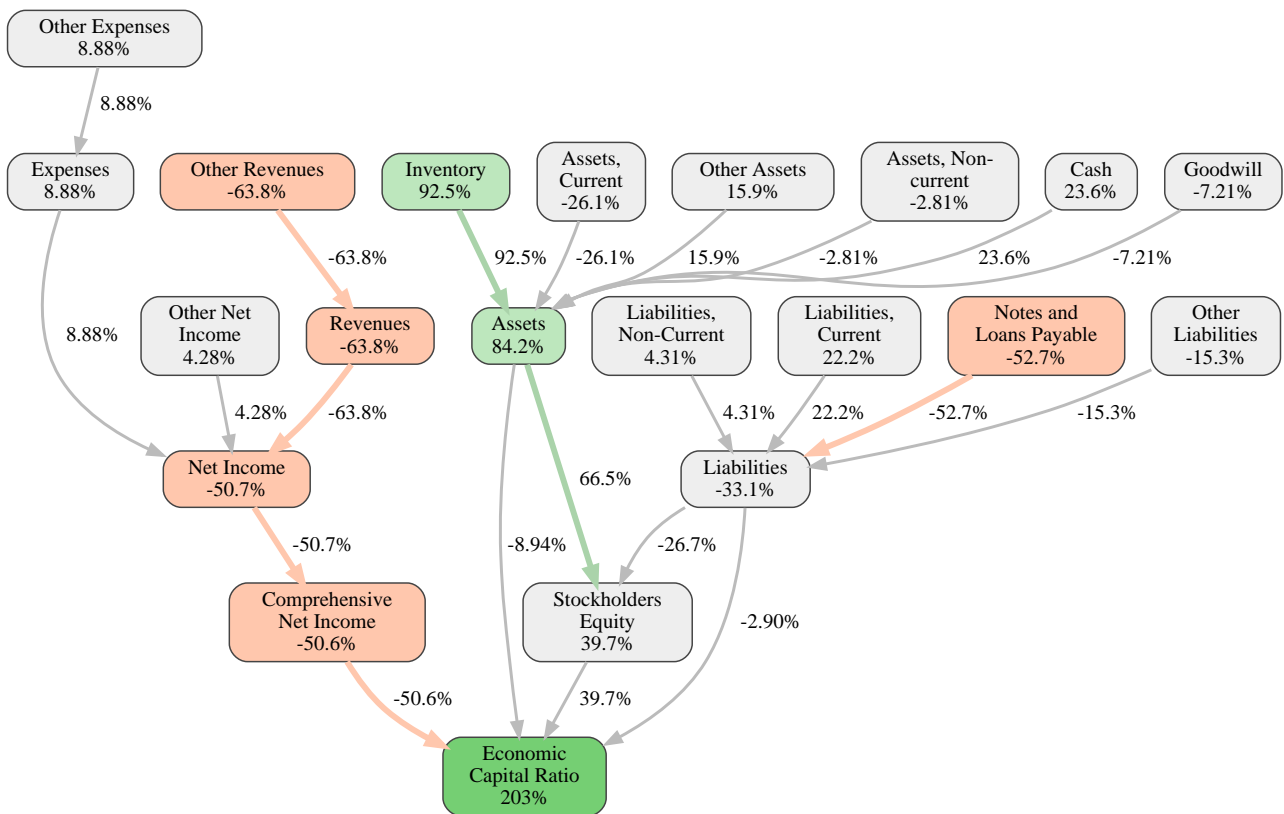 Other Expenses
8.88%
8.88%
Expenses
8.88%
Other Revenues
-63.8%
Inventory
92.5%
Assets,
Current
-26.1%
Other Assets
15.9%
Assets, Non-
current
-2.81%
Cash
23.6%
Goodwill
-7.21%
-63.8%
92.5%
-26.1%
15.9%
-2.81%
23.6%
-7.21%
8.88%
Other Net
Income
4.28%
Revenues
-63.8%
Assets
84.2%
Liabilities,
Non-Current
4.31%
Liabilities,
Current
22.2%
Notes and
Loans Payable
-52.7%
Other
Liabilities
-15.3%
4.28%
-63.8%
4.31%
22.2%
-52.7%
-15.3%
Net Income
-50.7%
66.5%
Liabilities
-33.1%
-50.7%
-8.94%
-26.7%
Comprehensive
Net Income
-50.6%
Stockholders
Equity
39.7%
-2.90%
-50.6%
39.7%
Economic
Capital Ratio
203%